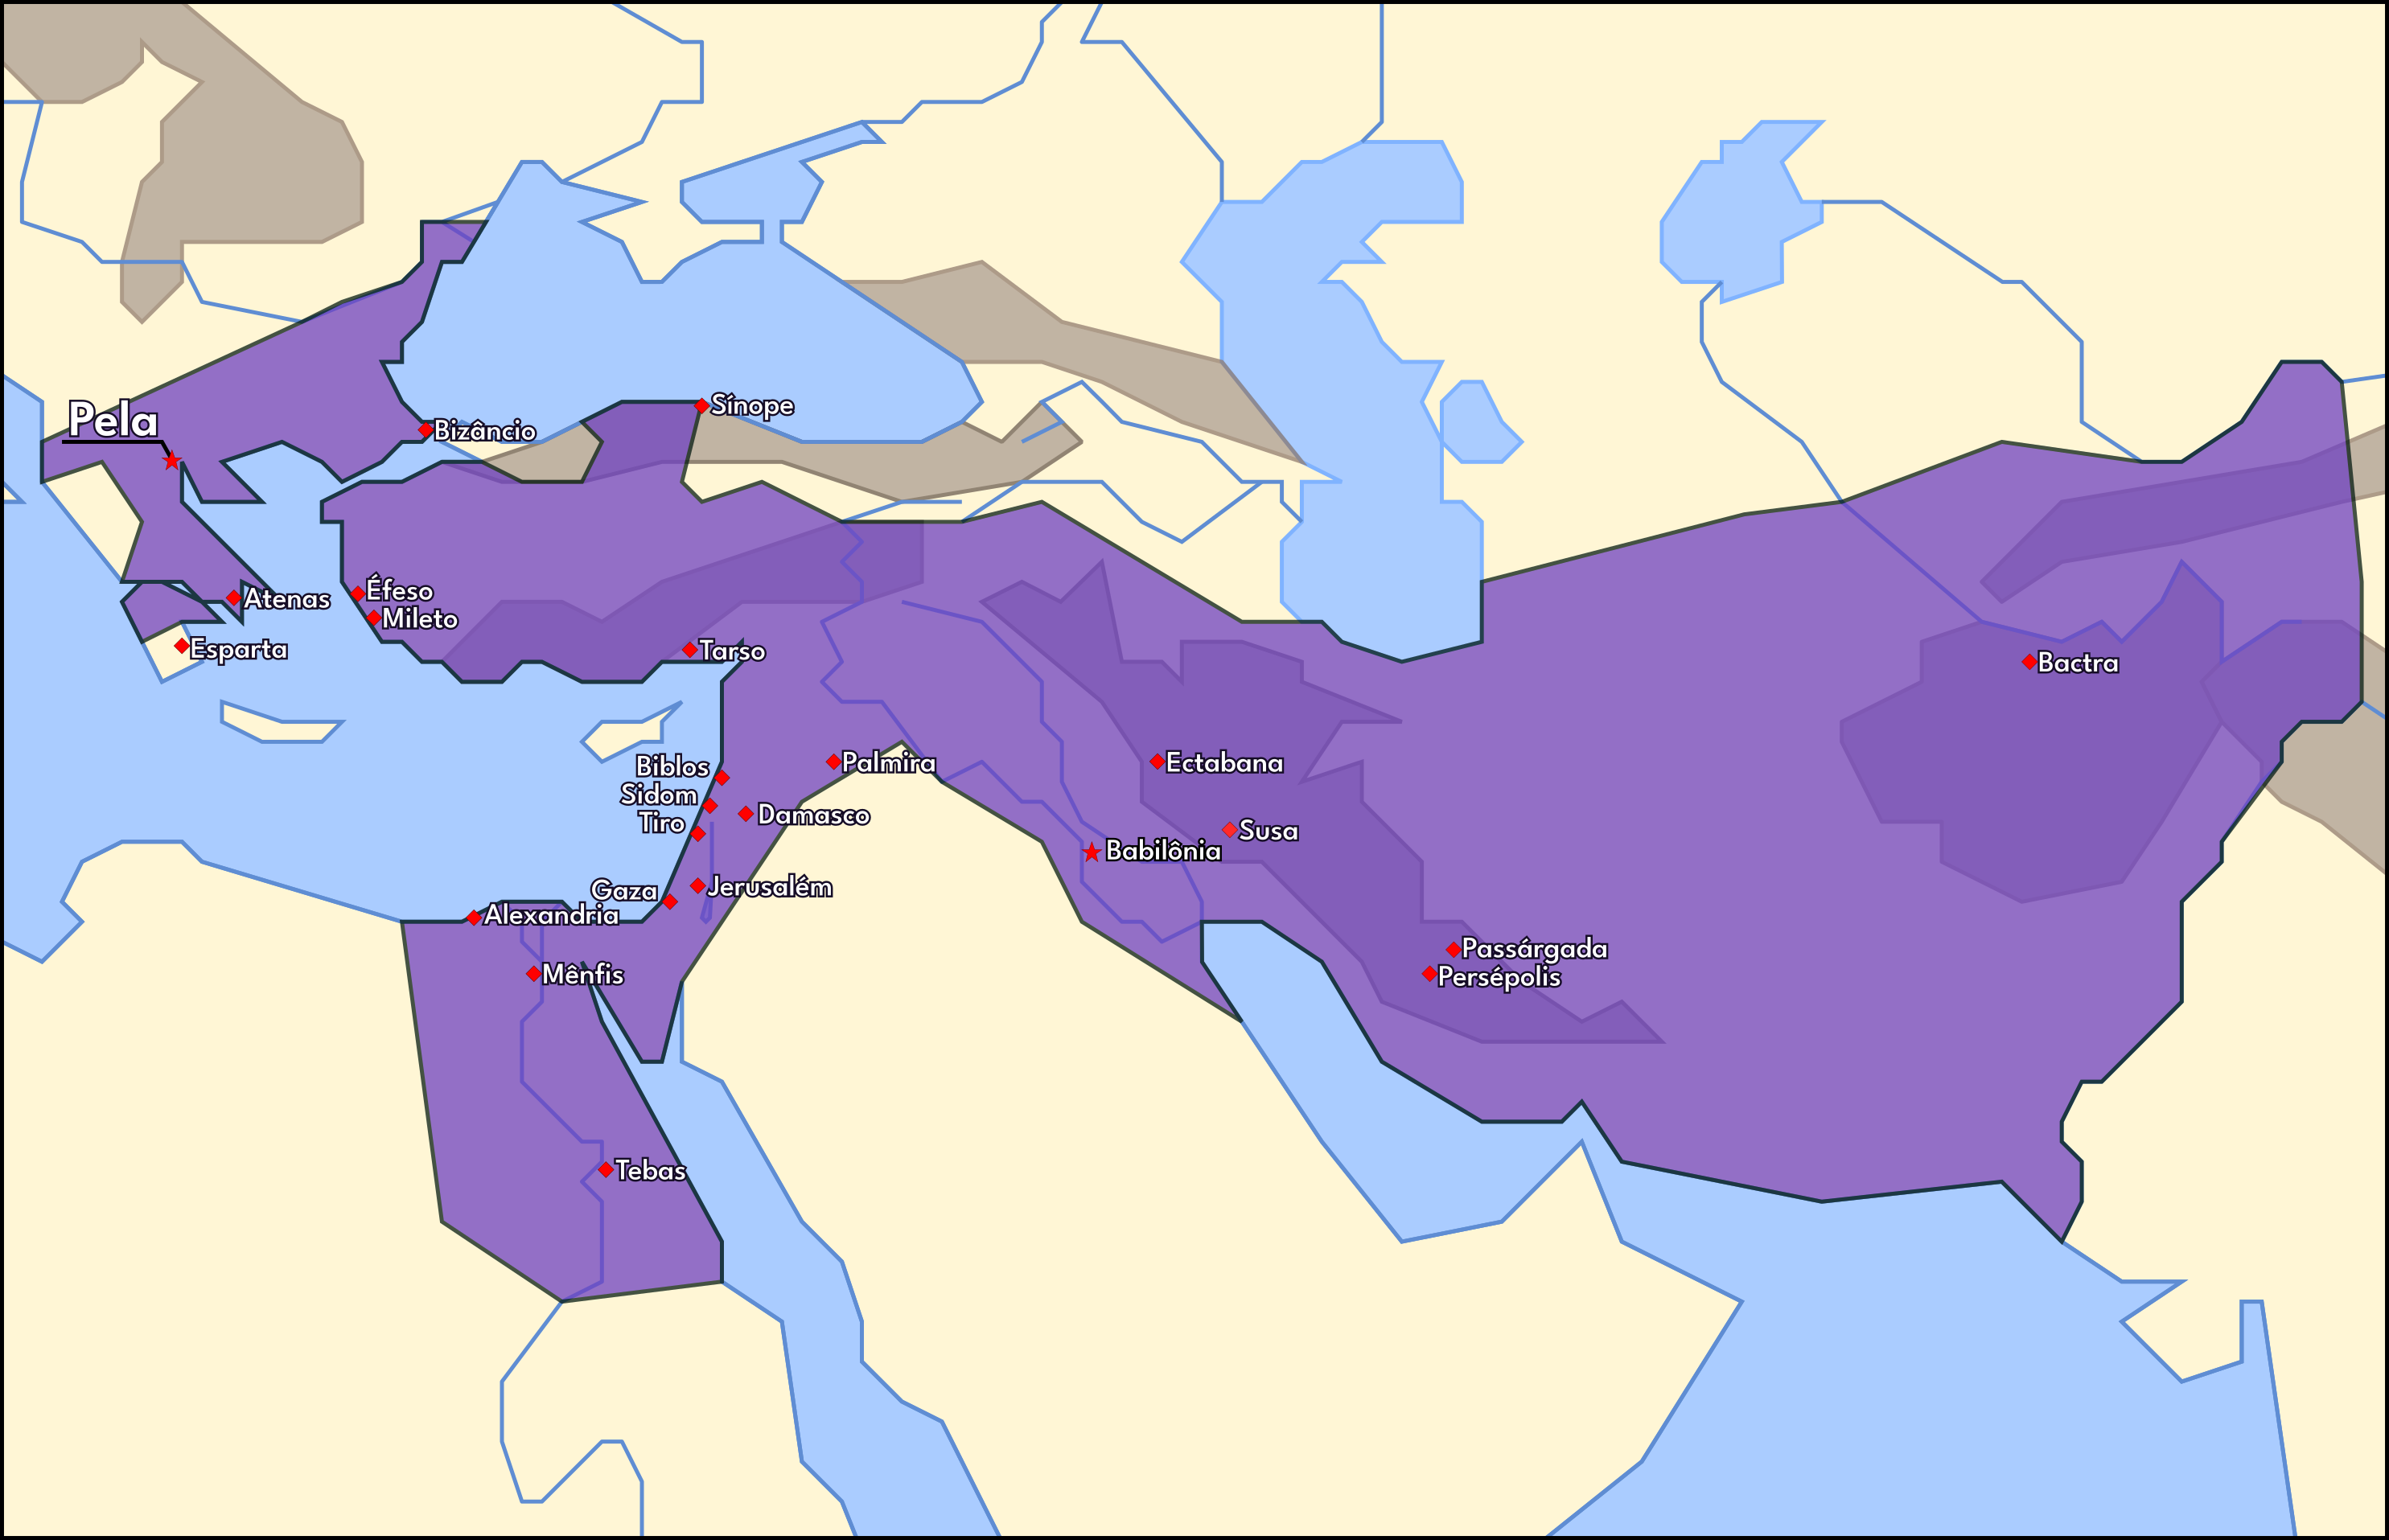 Sínope
Pela
Bizâncio
Éfeso
Atenas
Mileto
Esparta
Tarso
Bactra
Biblos
Palmira
Ectabana
Sidom
Damasco
Tiro
Susa
Babilônia
Gaza
Jerusalém
Alexandria
Passárgada
Mênfis
Persépolis
Tebas